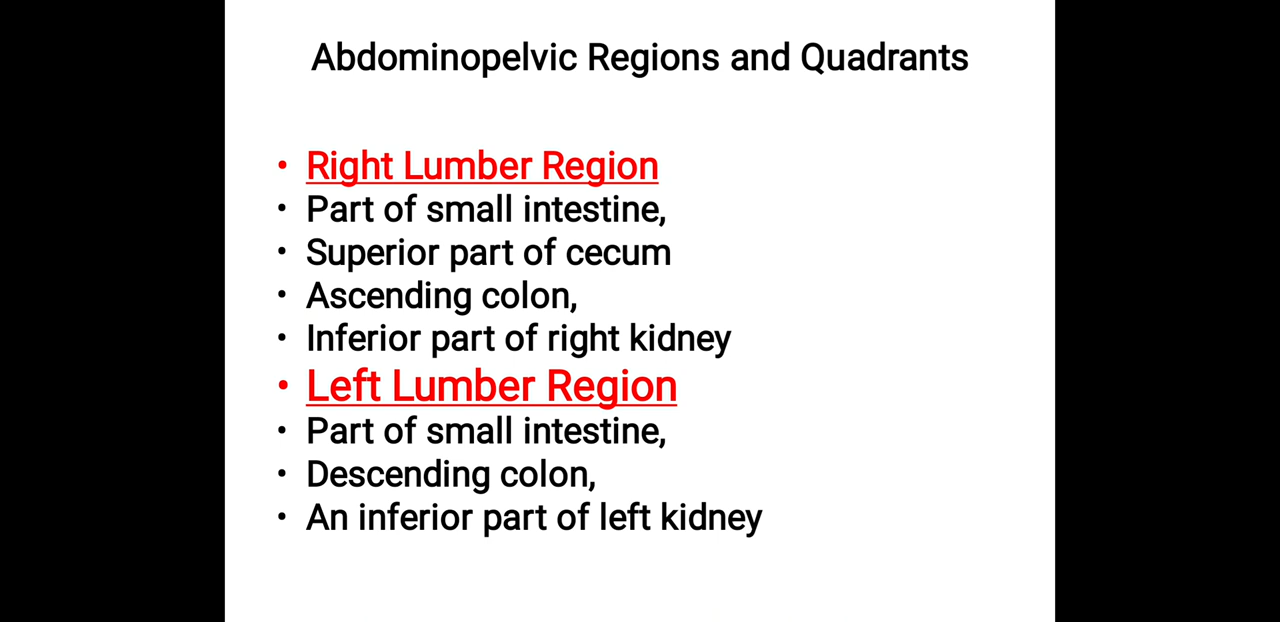 Abdominopelvic Regions and Quadrants
• Right Lumber Region
• Part of small intestine,
• Superior part of cecum
• Ascending colon,
• Inferior part of right kidney
• Left Lumber Region
• Part of small intestine,
• Descending colon,
• An inferior part of left kidney